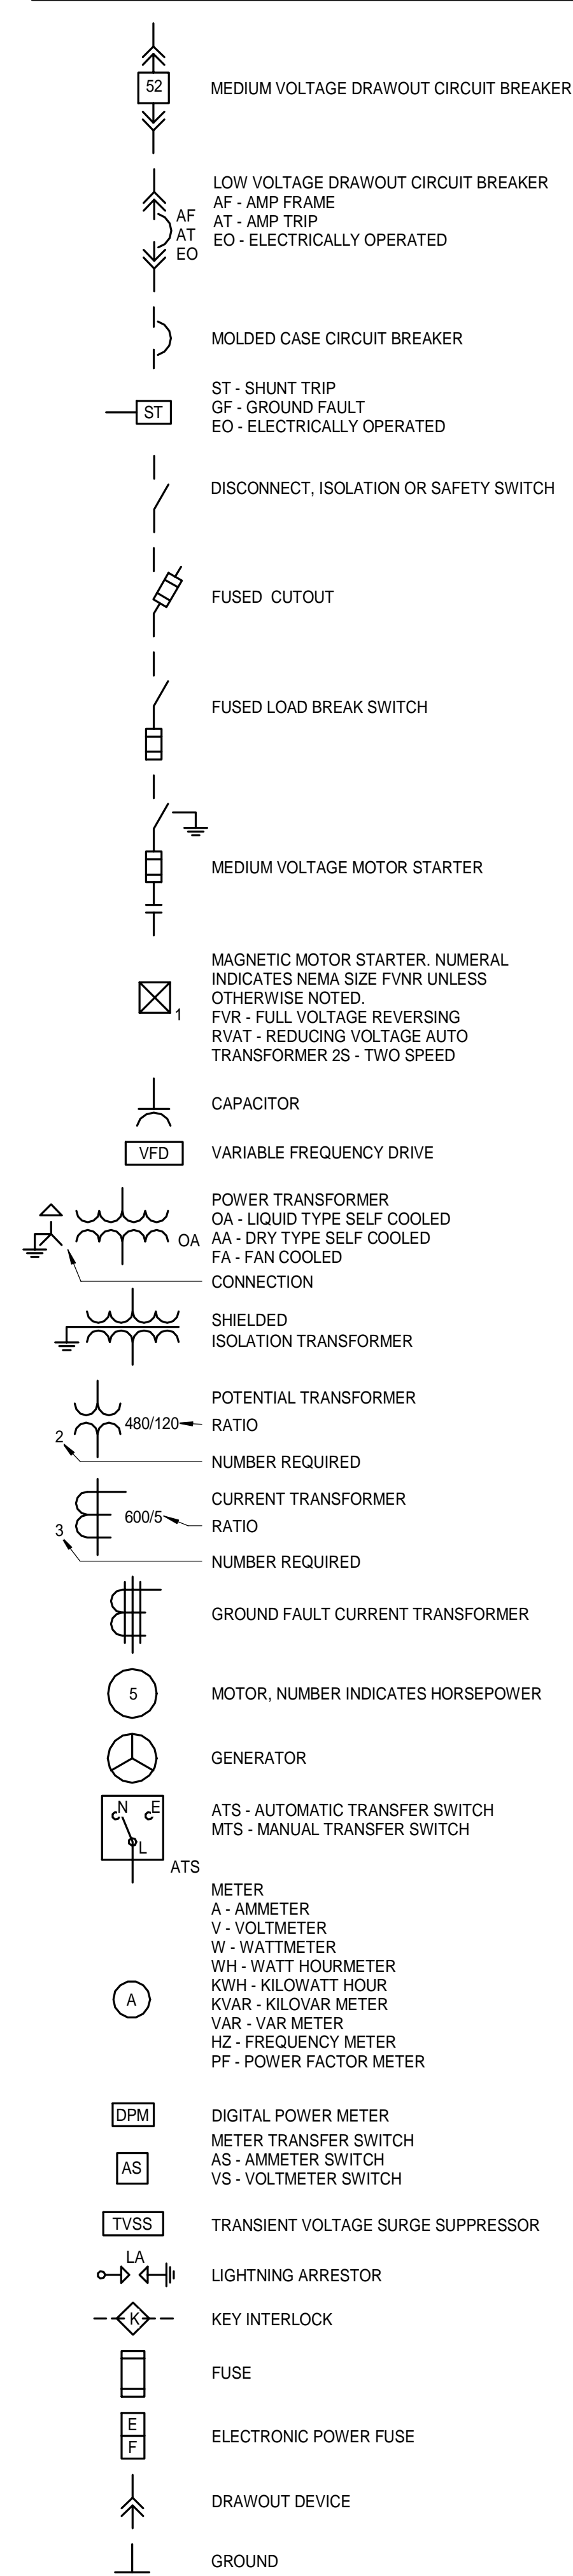 52 MEDIUM VOLTAGE DRAWOUT CIRCUIT BREAKER
LOW VOLTAGE DRAWOUT CIRCUIT BREAKER
AF - AMP FRAME
AT - AMP TRIP
EO - ELECTRICALLY OPERATED
AF
AT
EO
MOLDED CASE CIRCUIT BREAKER
ST
ST - SHUNT TRIP
GF - GROUND FAULT
EO - ELECTRICALLY OPERATED
DISCONNECT, ISOLATION OR SAFETY SWITCH
FUSED CUTOUT
FUSED LOAD BREAK SWITCH
MEDIUM VOLTAGE MOTOR STARTER
MAGNETIC MOTOR STARTER. NUMERAL
INDICATES NEMA SIZE FVNR UNLESS
OTHERWISE NOTED.
FVR - FULL VOLTAGE REVERSING
RVAT - REDUCING VOLTAGE AUTO
TRANSFORMER 2S - TWO SPEED
1
CAPACITOR
VFD VARIABLE FREQUENCY DRIVE
POWER TRANSFORMER
OA - LIQUID TYPE SELF COOLED
AA - DRY TYPE SELF COOLED
FA - FAN COOLED
OA
CONNECTION
SHIELDED
ISOLATION TRANSFORMER
POTENTIAL TRANSFORMER
480/120 RATIO
2
NUMBER REQUIRED
CURRENT TRANSFORMER
600/5 RATIO
3
NUMBER REQUIRED
GROUND FAULT CURRENT TRANSFORMER
5 MOTOR, NUMBER INDICATES HORSEPOWER
GENERATOR
N E
L
ATS
ATS - AUTOMATIC TRANSFER SWITCH
MTS - MANUAL TRANSFER SWITCH
METER
A - AMMETER
V - VOLTMETER
W - WATTMETER
WH - WATT HOURMETER
KWH - KILOWATT HOUR
KVAR - KILOVAR METER
VAR - VAR METER
HZ - FREQUENCY METER
PF - POWER FACTOR METER
A
DPM DIGITAL POWER METER
METER TRANSFER SWITCH
AS - AMMETER SWITCH
VS - VOLTMETER SWITCH
AS
TVSS TRANSIENT VOLTAGE SURGE SUPPRESSOR
LA
LIGHTNING ARRESTOR
K KEY INTERLOCK
FUSE
E
F
ELECTRONIC POWER FUSE
DRAWOUT DEVICE
GROUND